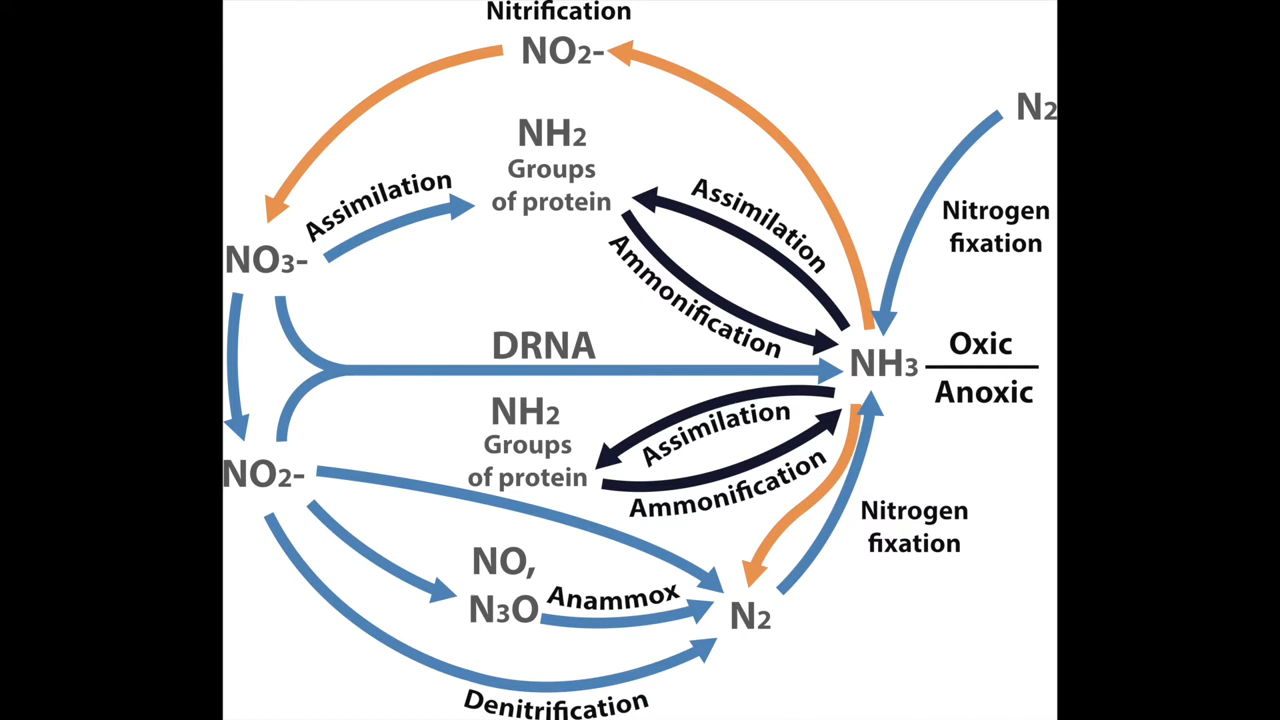 Nitrification
NO2-
N2
NH2
Groups
of protein
Assimilation
Assimilation
Nitrogen
fixation
Ammonification
NO3-
DRNA
NH3
Oxic
Anoxic
NH2
Groups
of protein
Assimilation
Ammonification
NO2-
Nitrogen
fixation
NO,
N3O
Anammox
N2
Denitrification